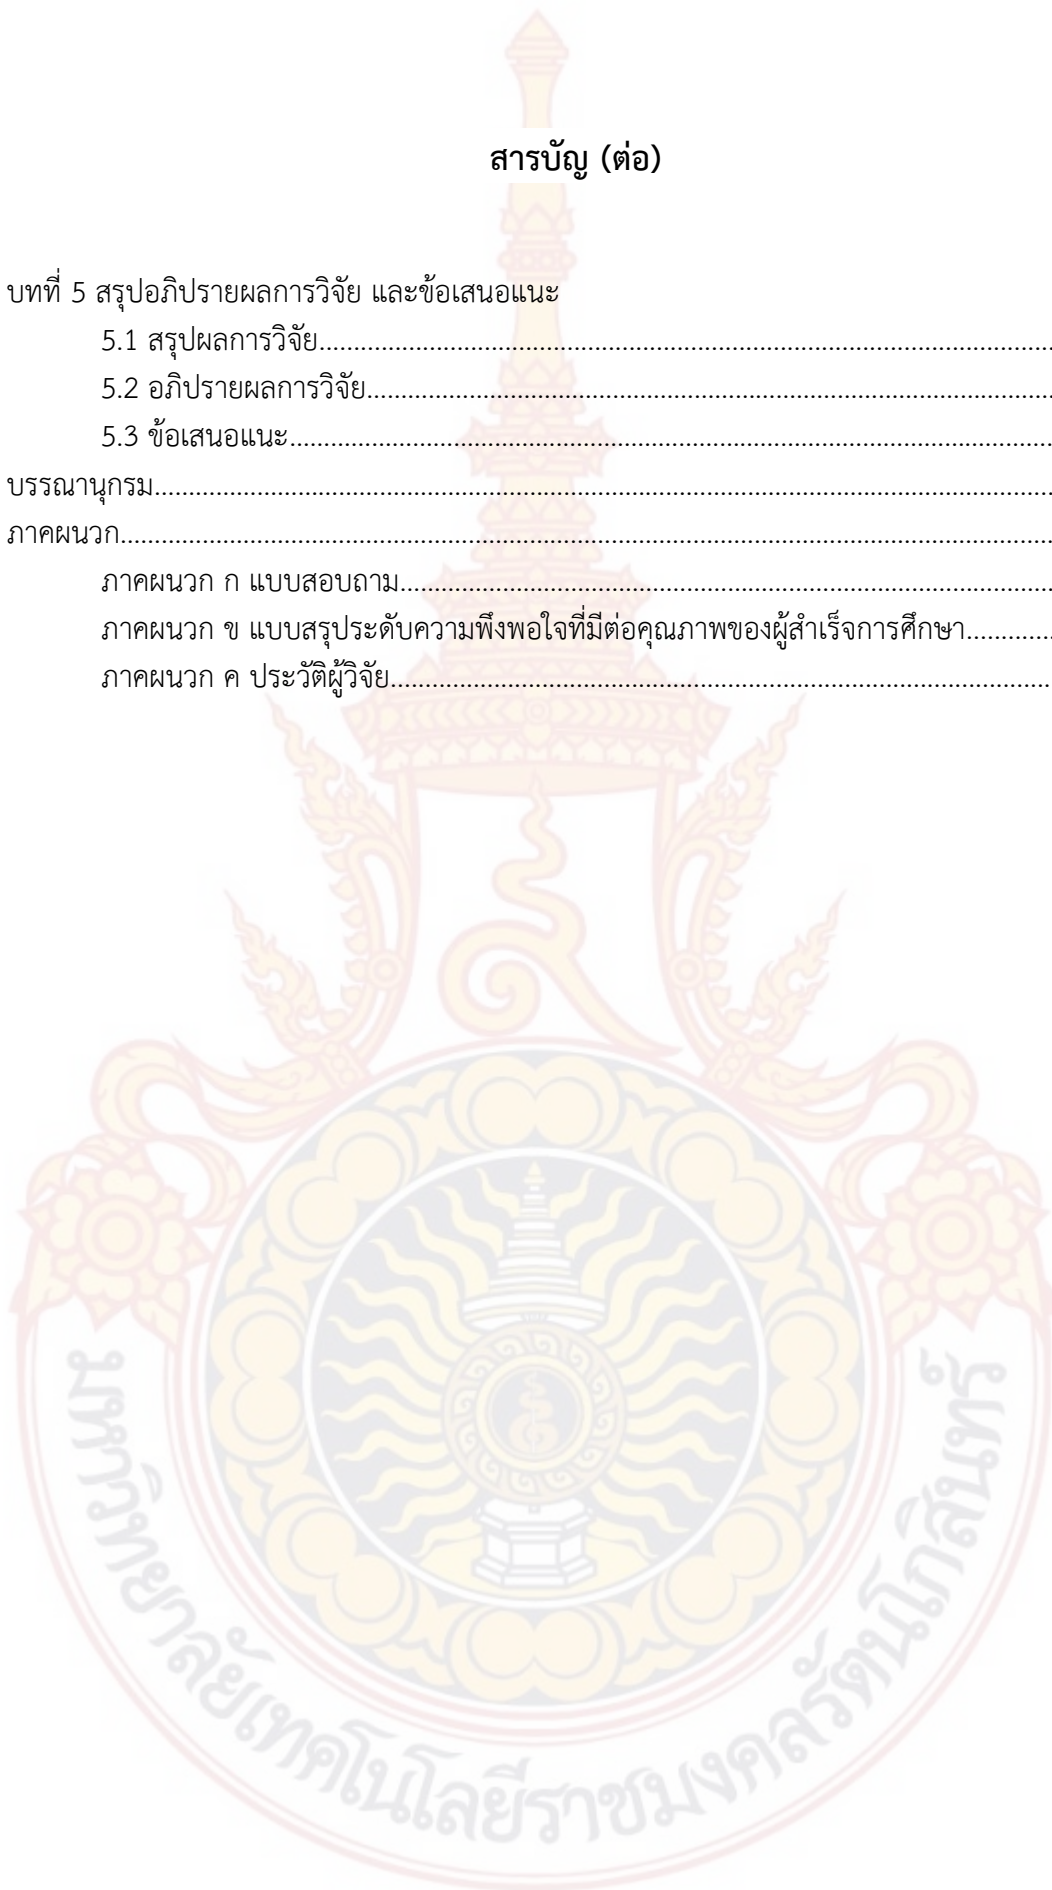 สารบัญ (ต่อ)
บทที่ 5 สรุปอภิปรายผลการวิจัย และข้อเสนอแนะ
5.1 สรุปผลการวิจัย...............................................................................................................
5.2 อภิปรายผลการวิจัย........................................................................................................
5.3 ข้อเสนอแนะ...................................................................................................................
บรรณานุกรม.....................................................................................................................................
ภาคผนวก..........................................................................................................................................
ภาคผนวก ก แบบสอบถาม...................................................................................................
ภาคผนวก ข แบบสรุประดับความพึงพอใจที่มีต่อคุณภาพของผู้สำเร็จการศึกษา.............
ภาคผนวก ค ประวัติผู้วิจัย....................................................................................................
มหาวิทยาลัยเทคโนโลยีราชมงคลรัตนโกสินทร์